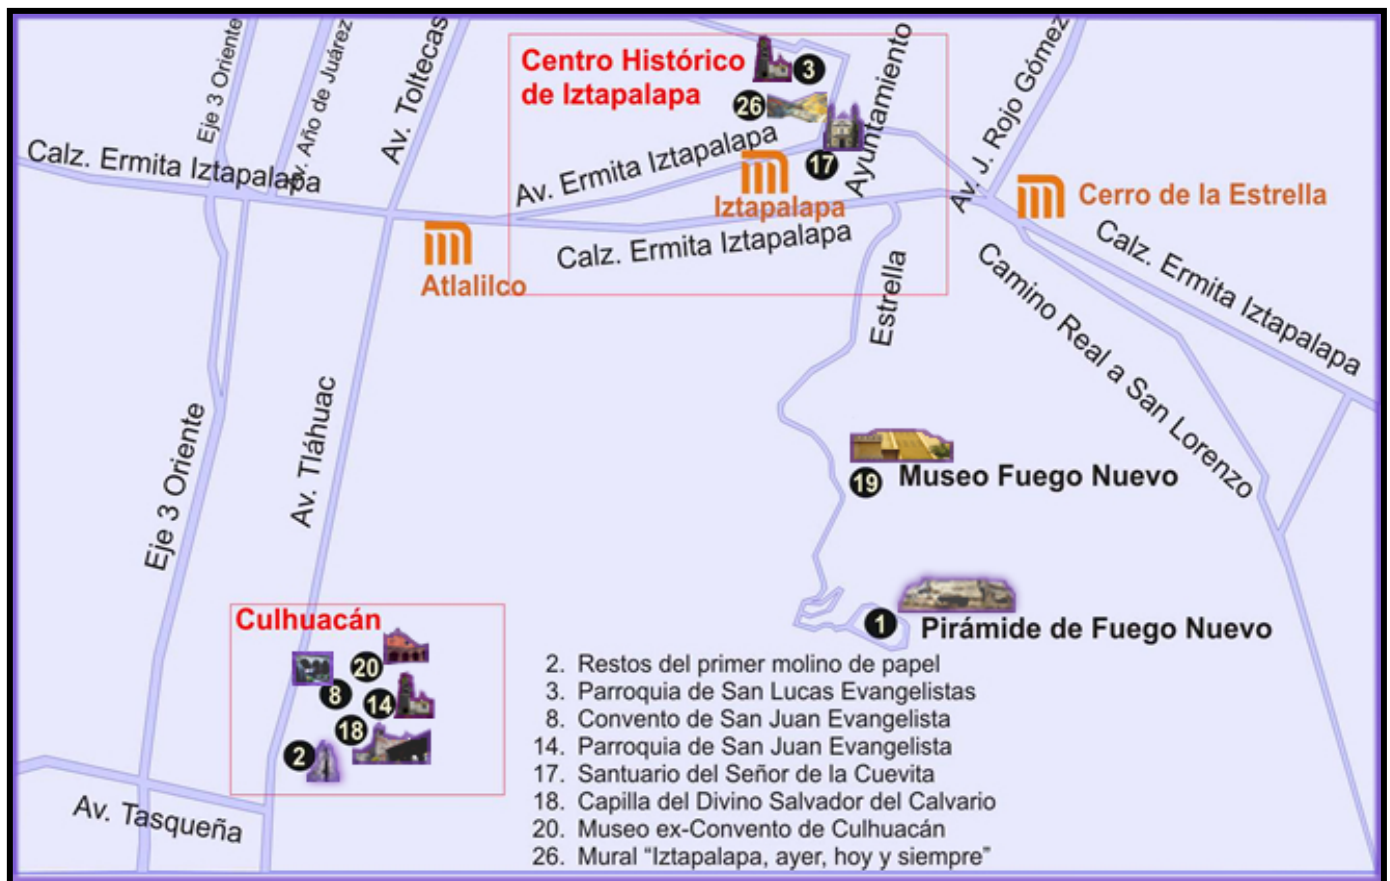 Eje 3 Oriente
Av. Año de Juárez
Av. Toltecas
Centro Histórico
de Iztapalapa
3
26
17
Ayuntamiento
Av. J. Rojo Gómez
Calz. Ermita Iztapalapa
Av. Ermita Iztapalapa
Iztapalapa
Cerro de la Estrella
Calz. Ermita Iztapalapa
Calz. Ermita Iztapalapa
Atlalilco
Estrella
Camino Real a San Lorenzo
Eje 3 Oriente
Av. Tláhuac
19 Museo Fuego Nuevo
1 Pirámide de Fuego Nuevo
Culhuacán
20
8
14
18
2
Av. Tasqueña
2. Restos del primer molino de papel
3. Parroquia de San Lucas Evangelistas
8. Convento de San Juan Evangelista
14. Parroquia de San Juan Evangelista
17. Santuario del Señor de la Cuevita
18. Capilla del Divino Salvador del Calvario
20. Museo ex-Convento de Culhuacán
26. Mural “Iztapalapa, ayer, hoy y siempre”